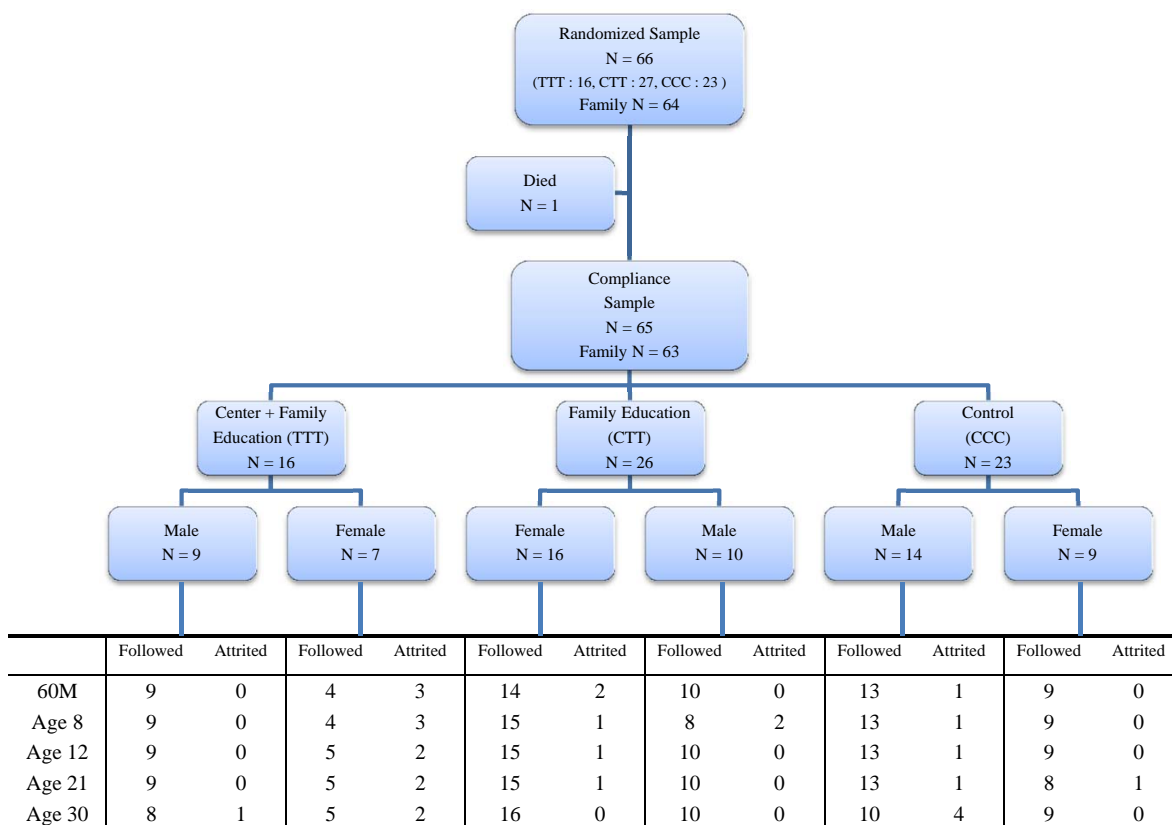 Randomized Sample
N = 66
(TTT : 16, CTT : 27, CCC : 23 )
Family N = 64
Died
N = 1
Compliance
Sample
N = 65
Family N = 63
Center + Family
Education (TTT)
N = 16
Family Education
(CTT)
N = 26
Control
(CCC)
N = 23
Male
N = 9
Female
N = 7
Female
N = 16
Male
N = 10
Male
N = 14
Female
N = 9
Followed Attrited Followed Attrited Followed Attrited Followed Attrited Followed Attrited Followed Attrited
60M 9 0 4 3 14 2 10 0 13 1 9 0
Age 8 9 0 4 3 15 1 8 2 13 1 9 0
Age 12 9 0 5 2 15 1 10 0 13 1 9 0
Age 21 9 0 5 2 15 1 10 0 13 1 8 1
Age 30 8 1 5 2 16 0 10 0 10 4 9 0